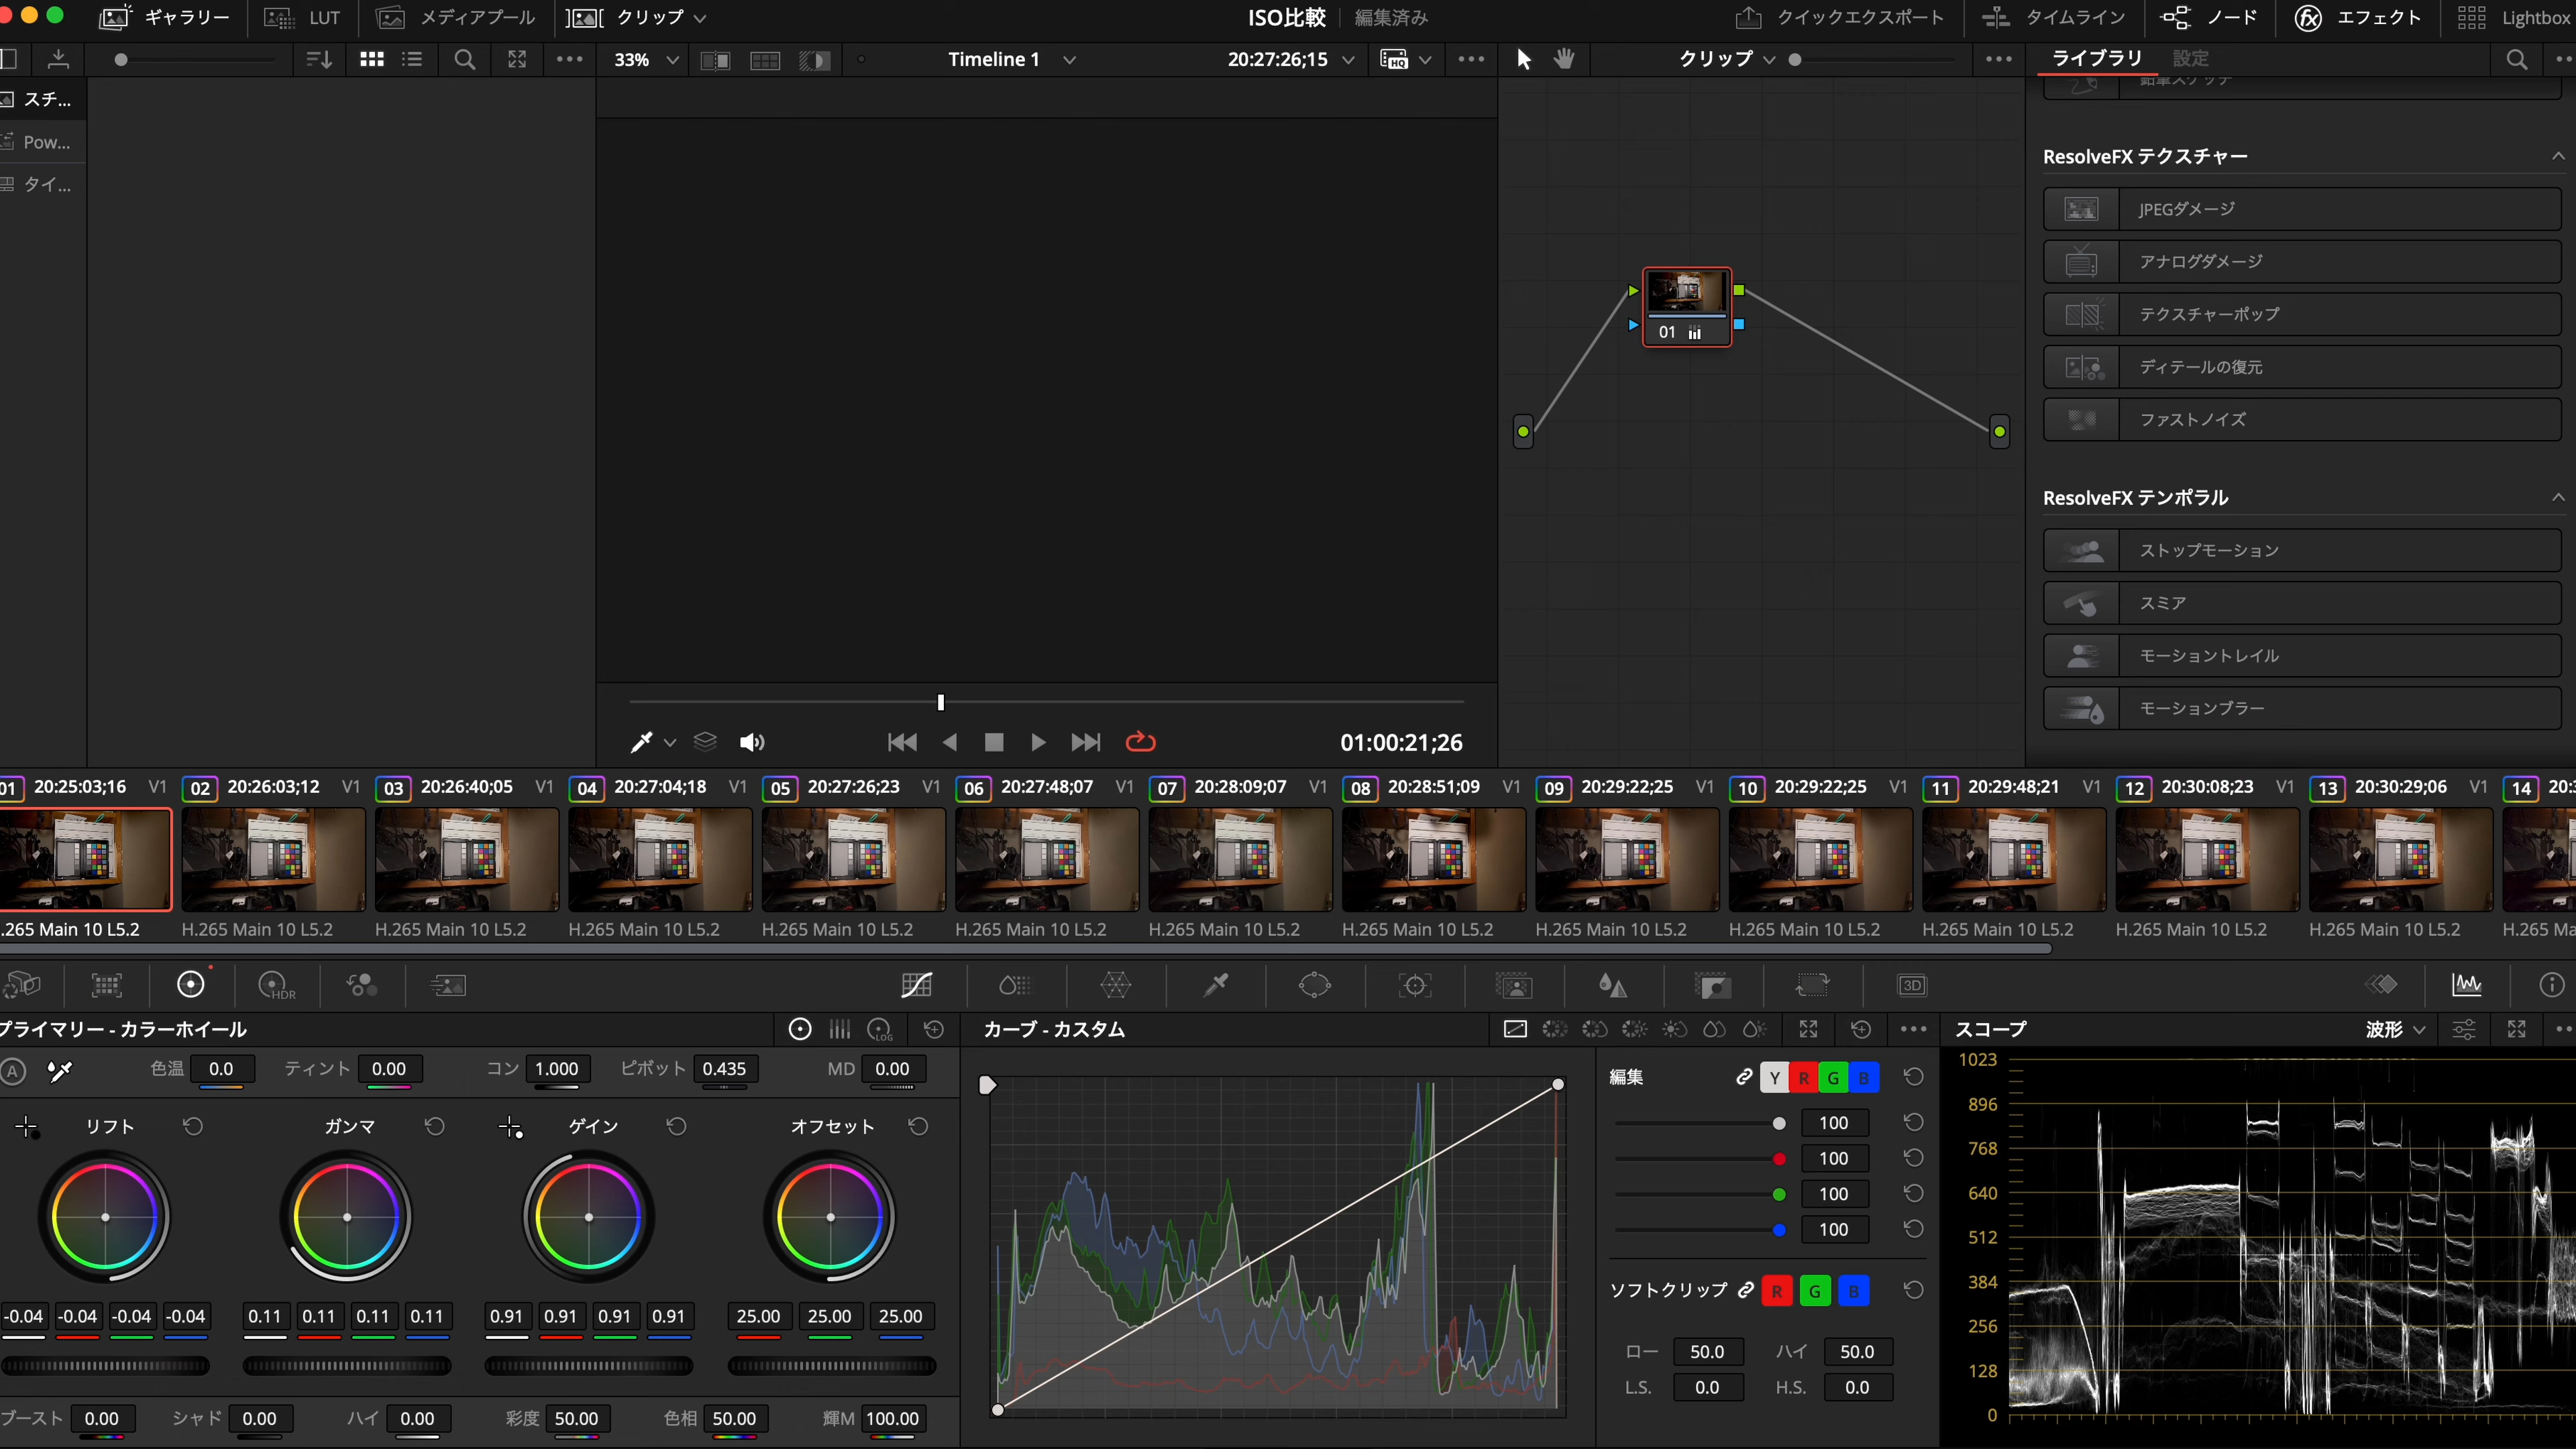 ギャラリー LUT メディアプール クリップ ISO比較 編集済み クイックエクスポート タイムライン ノード エフェクト Lightbox
33% Timeline 1 20:27:26;15 HQ クリップ ライブラリ 設定
スチ...
Pow...
タイ...
鉛筆スケッチ
ResolveFX テクスチャー
JPEGダメージ
アナログダメージ
テクスチャーポップ
ディテールの復元
ファストノイズ
01
ResolveFX テンポラル
ストップモーション
スミア
モーショントレイル
モーションブラー
01:00:21;26
01 20:25:03;16 V1 02 20:26:03;12 V1 03 20:26:40;05 V1 04 20:27:04;18 V1 05 20:27:26;23 V1 06 20:27:48;07 V1 07 20:28:09;07 V1 08 20:28:51;09 V1 09 20:29:22;25 V1 10 20:29:22;25 V1 11 20:29:48;21 V1 12 20:30:08;23 V1 13 20:30:29;06 V1 14 20:
.265 Main 10 L5.2 H.265 Main 10 L5.2 H.265 Main 10 L5.2 H.265 Main 10 L5.2 H.265 Main 10 L5.2 H.265 Main 10 L5.2 H.265 Main 10 L5.2 H.265 Main 10 L5.2 H.265 Main 10 L5.2 H.265 Main 10 L5.2 H.265 Main 10 L5.2 H.265 Main 10 L5.2 H.265 Main 10 L5.2 H.265 Ma
HDR 3D
プライマリー - カラーホイール LOG カーブ - カスタム スコープ 波形
A 色温 0.0 ティント 0.00 コン 1.000 ピボット 0.435 MD 0.00
リフト ガンマ ゲイン オフセット
-0.04 -0.04 -0.04 -0.04 0.11 0.11 0.11 0.11 0.91 0.91 0.91 0.91 25.00 25.00 25.00
ブースト 0.00 シャド 0.00 ハイ 0.00 彩度 50.00 色相 50.00 輝M 100.00
編集 Y R G B
100
100
100
100
ソフトクリップ R G B
ロー 50.0 ハイ 50.0
L.S. 0.0 H.S. 0.0
1023
896
768
640
512
384
256
128
0